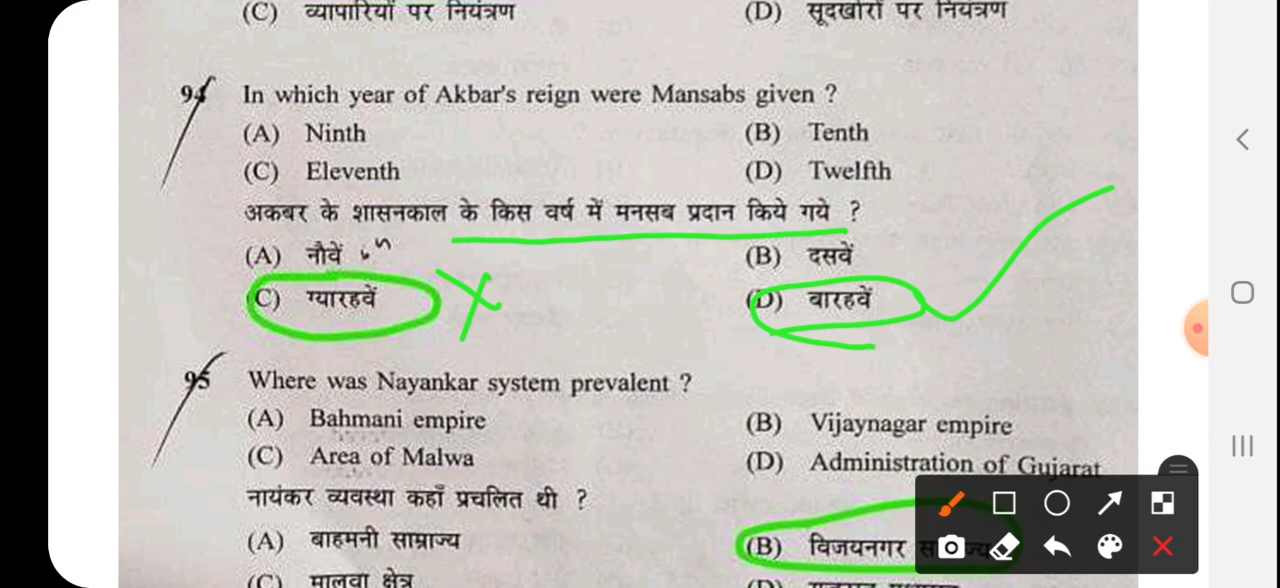 (C) व्यापारियों पर नियंत्रण (D) सूदखोरों पर नियंत्रण
94 In which year of Akbar's reign were Mansabs given ?
(A) Ninth (B) Tenth
(C) Eleventh (D) Twelfth
अकबर के शासनकाल के किस वर्ष में मनसब प्रदान किये गये ?
(A) नौवें (B) दसवें
(C) ग्यारहवें (D) बारहवें
95 Where was Nayankar system prevalent ?
(A) Bahmani empire (B) Vijaynagar empire
(C) Area of Malwa (D) Administration of Gujarat
नायंकर व्यवस्था कहाँ प्रचलित थी ?
(A) बाहमनी साम्राज्य (B) विजयनगर
(C) मालवा क्षेत्र (D)